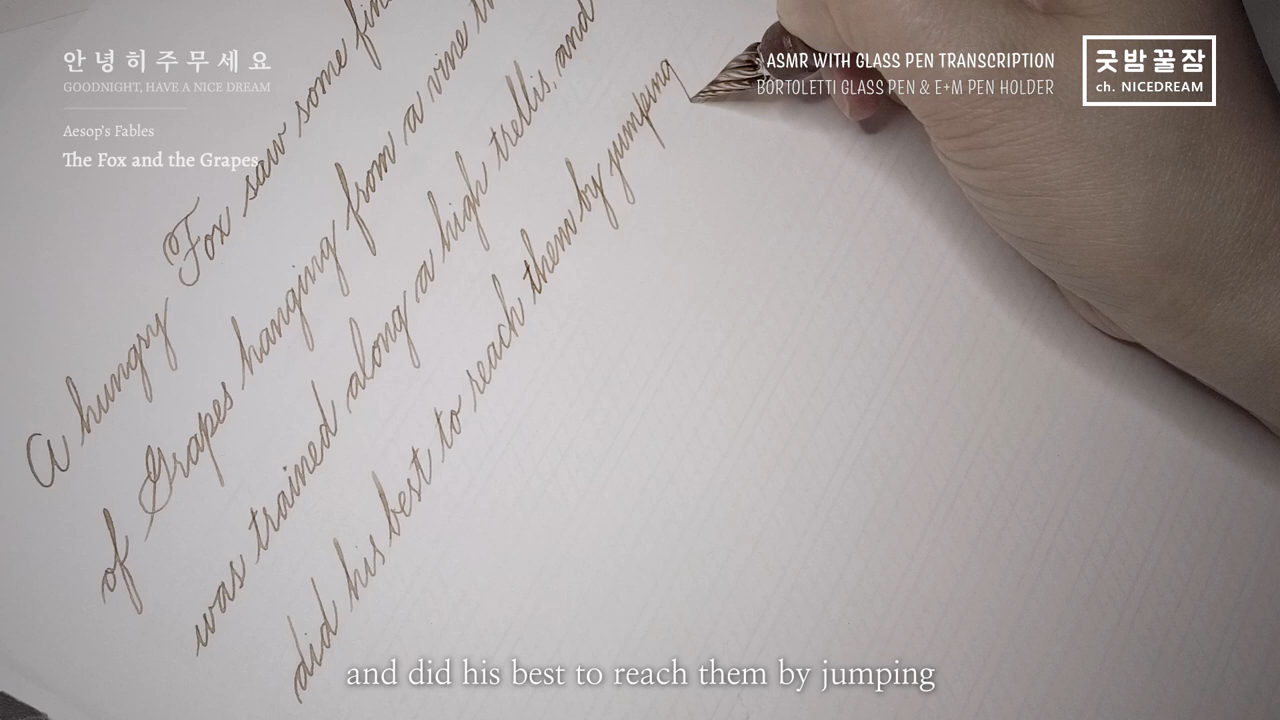 안녕히주무세요
GOODNIGHT, HAVE A NICE DREAM
Aesop's Fables
The Fox and the Grapes
ASMR WITH GLASS PEN TRANSCRIPTION
BORTOLETTI GLASS PEN & E+M PEN HOLDER
굿밤꿀잠
ch. NICEDREAM
A hungry Fox saw some
of Grapes hanging from a vine
was trained along a high trellis, and
did his best to reach them by jumping
and did his best to reach them by jumping